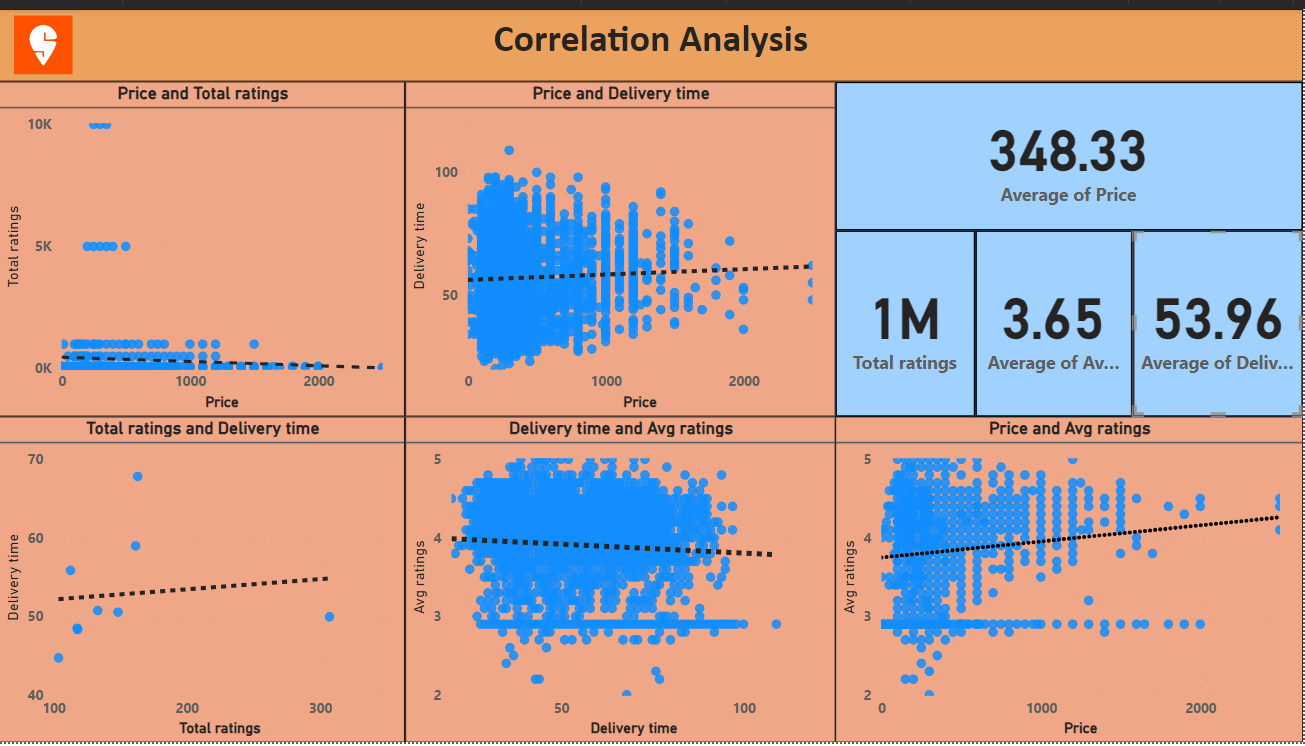 Correlation Analysis
Price and Total ratings
10K
5K
0K
0
1000
2000
Total ratings
Price
Price and Delivery time
100
50
0
1000
2000
Delivery time
Price
348.33
Average of Price
1M
Total ratings
3.65
Average of Av...
53.96
Average of Deliv...
Total ratings and Delivery time
70
60
50
40
100
200
300
Delivery time
Total ratings
Delivery time and Avg ratings
5
4
3
2
50
100
Avg ratings
Delivery time
Price and Avg ratings
5
4
3
2
0
1000
2000
Avg ratings
Price